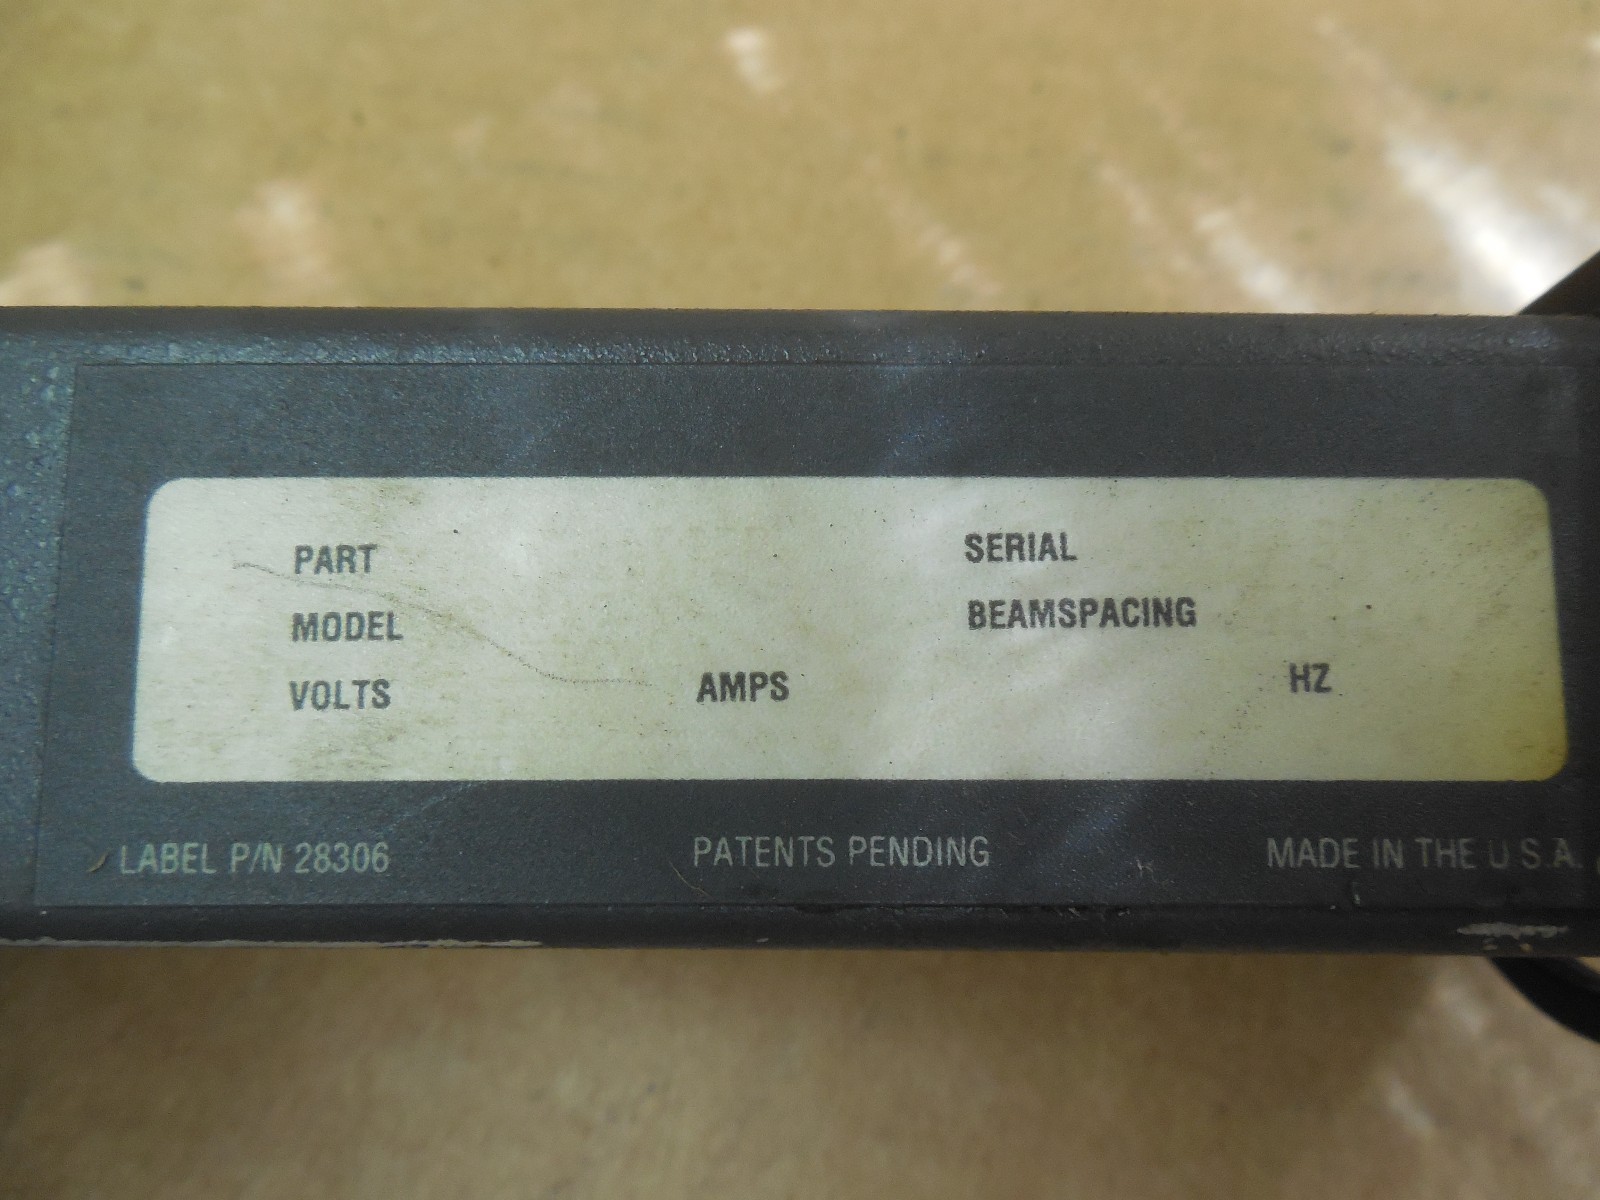 PART SERIAL
MODEL BEAMSPACING
VOLTS AMPS HZ
LABEL P/N 28306 PATENTS PENDING MADE IN THE U.S.A.